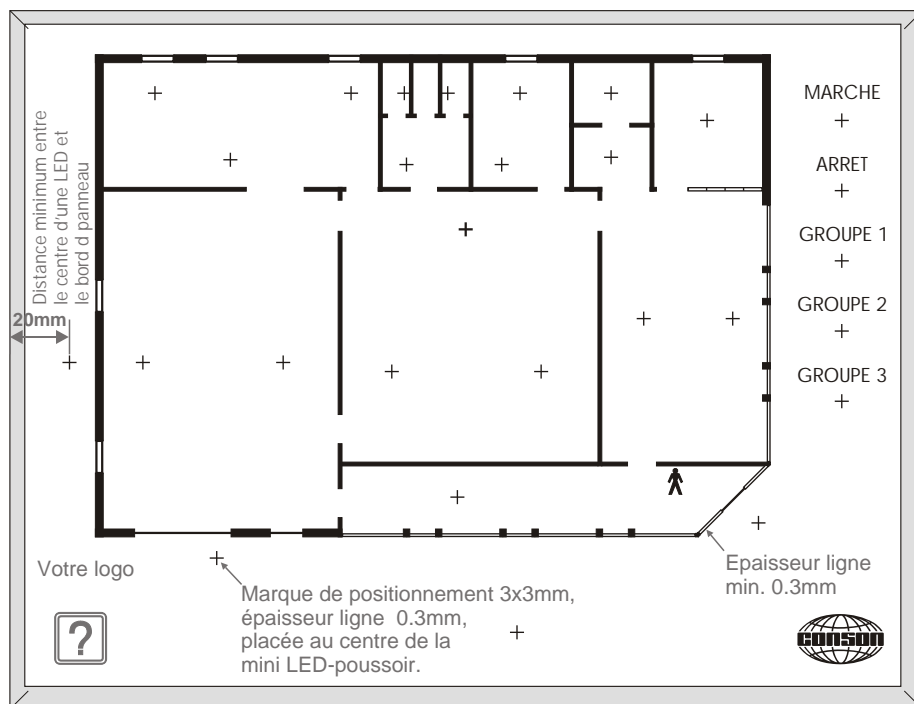 MARCHE
ARRET
GROUPE 1
GROUPE 2
GROUPE 3
Distance minimum entre
le centre d'une LED et
le bord d panneau
20mm
Votre logo
?
Marque de positionnement 3x3mm,
épaisseur ligne 0.3mm,
placée au centre de la
mini LED-poussoir.
Epaisseur ligne
min. 0.3mm
CONSON